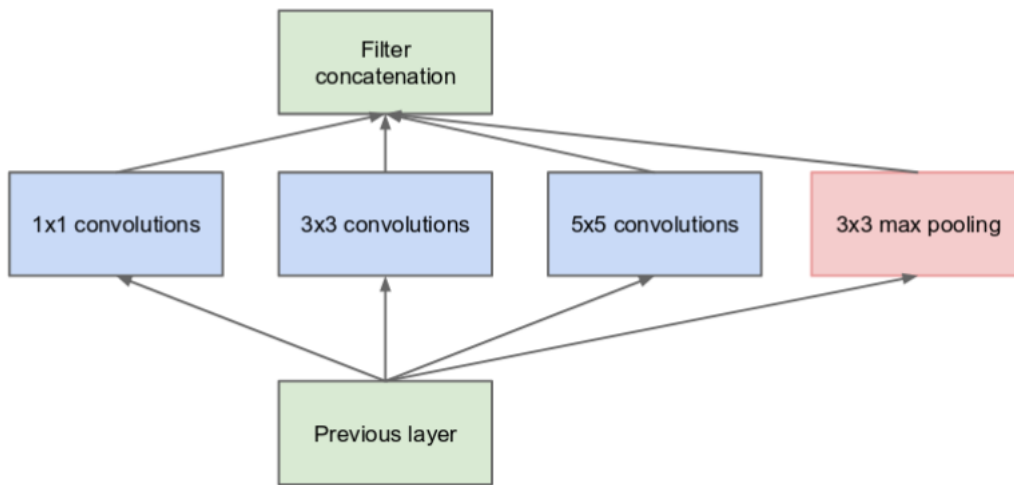 Filter
concatenation
1x1 convolutions
3x3 convolutions
5x5 convolutions
3x3 max pooling
Previous layer